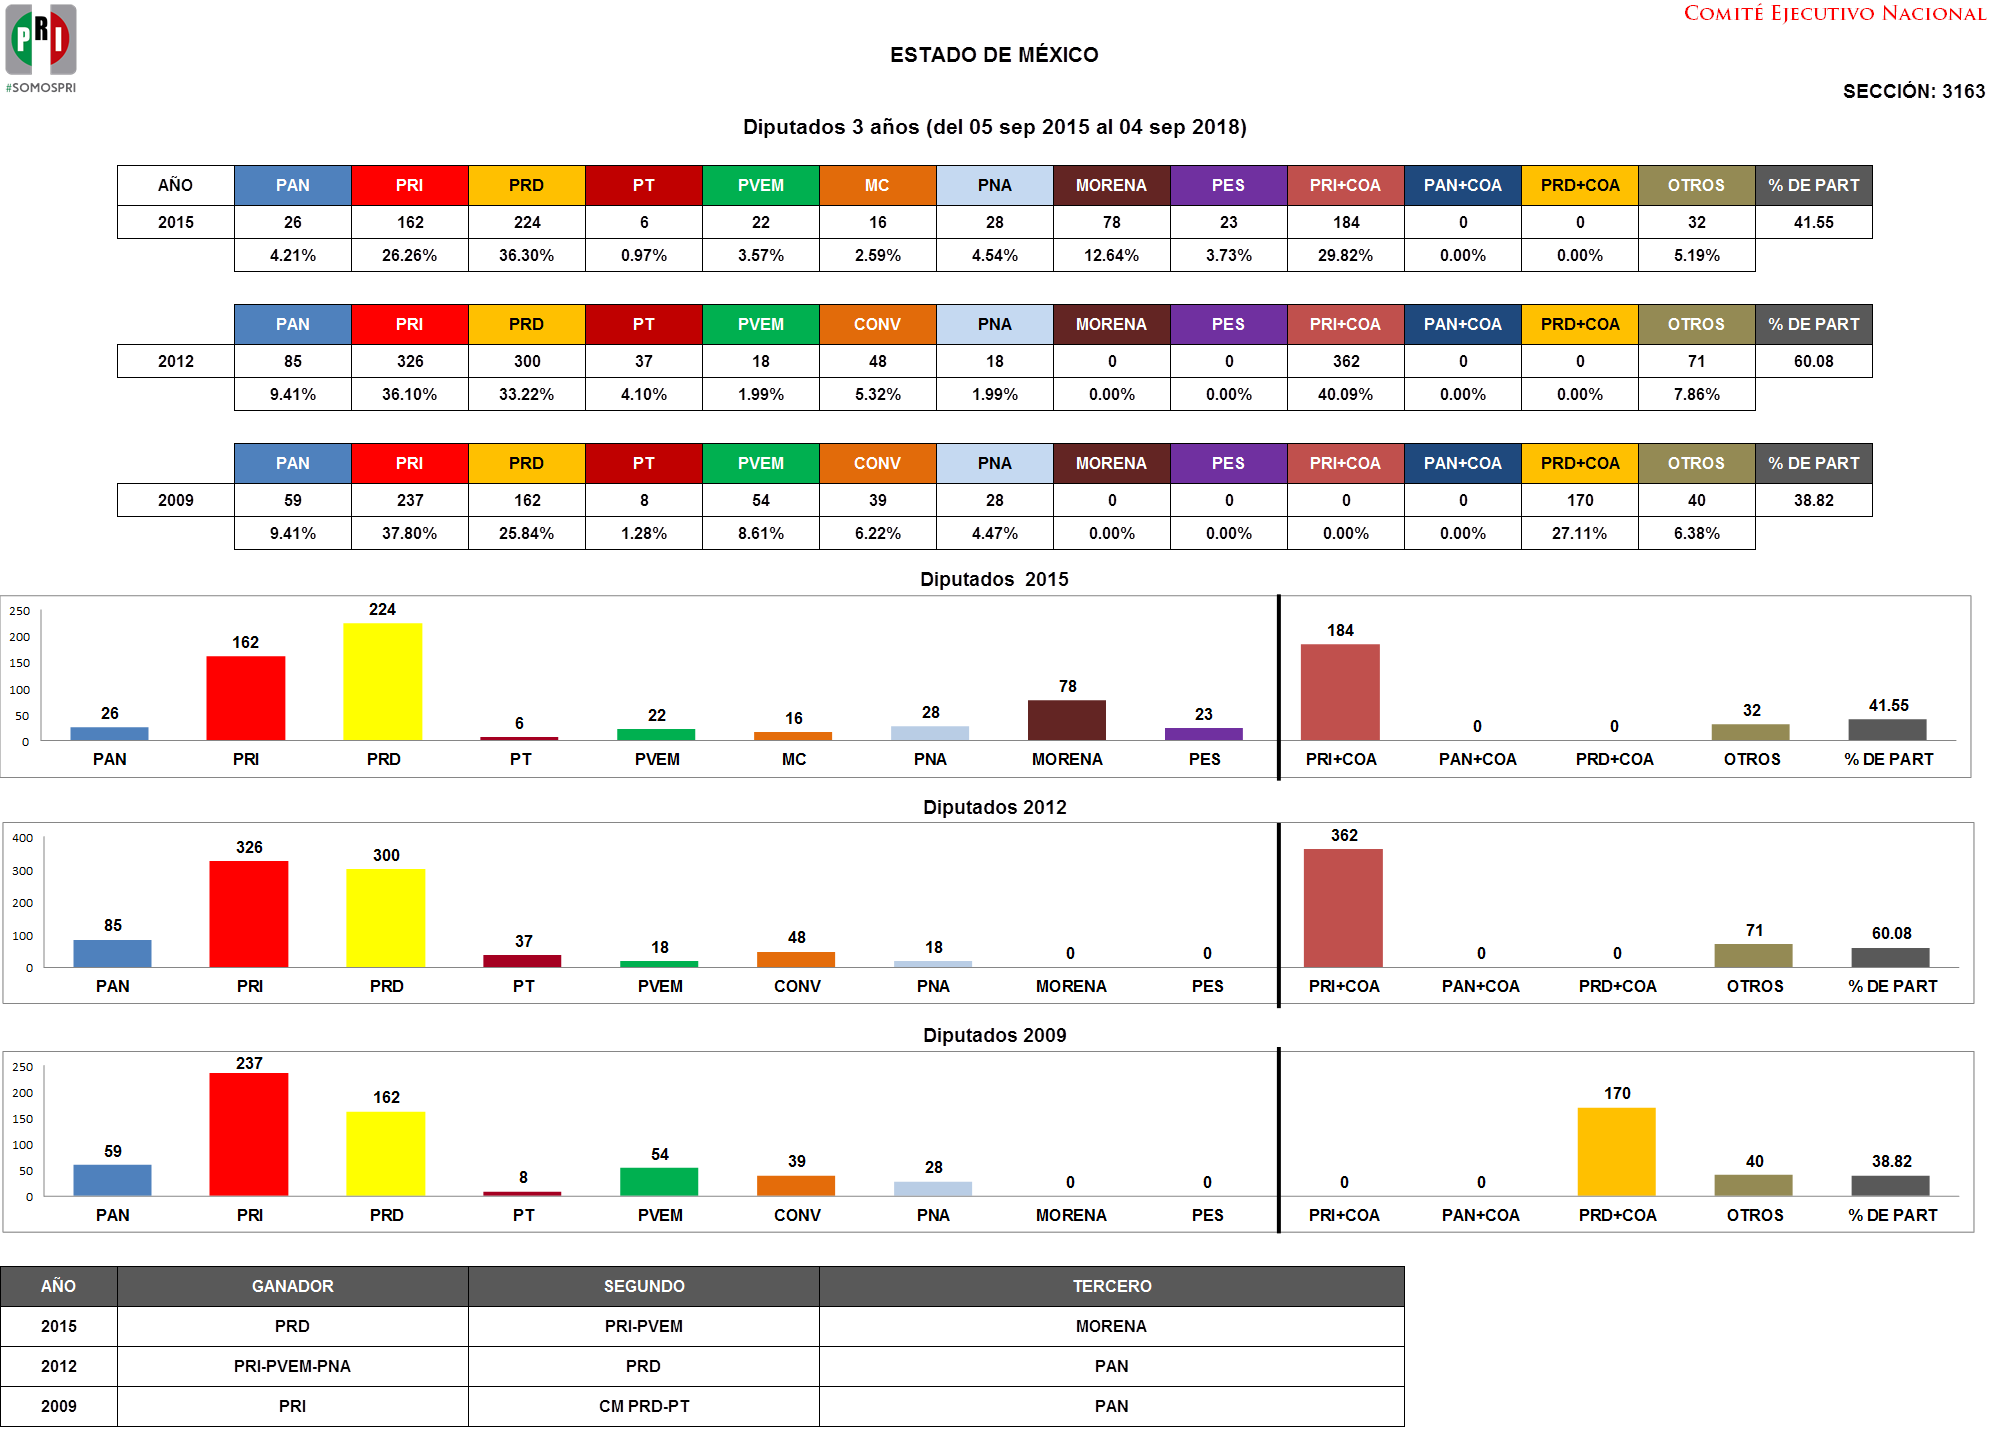 PRI
#SOMOSPRI
COMITÉ EJECUTIVO NACIONAL
ESTADO DE MÉXICO
SECCIÓN: 3163
Diputados 3 años (del 05 sep 2015 al 04 sep 2018)
AÑO PAN PRI PRD PT PVEM MC PNA MORENA PES PRI+COA PAN+COA PRD+COA OTROS % DE PART
2015 26 162 224 6 22 16 28 78 23 184 0 0 32 41.55
4.21% 26.26% 36.30% 0.97% 3.57% 2.59% 4.54% 12.64% 3.73% 29.82% 0.00% 0.00% 5.19%
PAN PRI PRD PT PVEM CONV PNA MORENA PES PRI+COA PAN+COA PRD+COA OTROS % DE PART
2012 85 326 300 37 18 48 18 0 0 362 0 0 71 60.08
9.41% 36.10% 33.22% 4.10% 1.99% 5.32% 1.99% 0.00% 0.00% 40.09% 0.00% 0.00% 7.86%
PAN PRI PRD PT PVEM CONV PNA MORENA PES PRI+COA PAN+COA PRD+COA OTROS % DE PART
2009 59 237 162 8 54 39 28 0 0 0 0 170 40 38.82
9.41% 37.80% 25.84% 1.28% 8.61% 6.22% 4.47% 0.00% 0.00% 0.00% 0.00% 27.11% 6.38%
Diputados 2015
250
200
150
100
50
0
26 162 224 6 22 16 28 78 23 184 0 0 32 41.55
PAN PRI PRD PT PVEM MC PNA MORENA PES PRI+COA PAN+COA PRD+COA OTROS % DE PART
Diputados 2012
400
300
200
100
0
85 326 300 37 18 48 18 0 0 362 0 0 71 60.08
PAN PRI PRD PT PVEM CONV PNA MORENA PES PRI+COA PAN+COA PRD+COA OTROS % DE PART
Diputados 2009
250
200
150
100
50
0
59 237 162 8 54 39 28 0 0 0 0 170 40 38.82
PAN PRI PRD PT PVEM CONV PNA MORENA PES PRI+COA PAN+COA PRD+COA OTROS % DE PART
AÑO GANADOR SEGUNDO TERCERO
2015 PRD PRI-PVEM MORENA
2012 PRI-PVEM-PNA PRD PAN
2009 PRI CM PRD-PT PAN